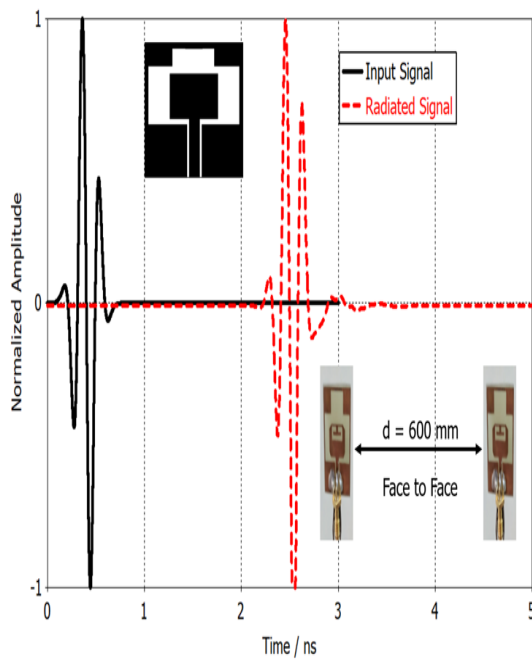 1
Input Signal
Radiated Signal
Normalized Amplitude
0
d = 600 mm
Face to Face
-1
0 1 2 3 4 5
Time / ns